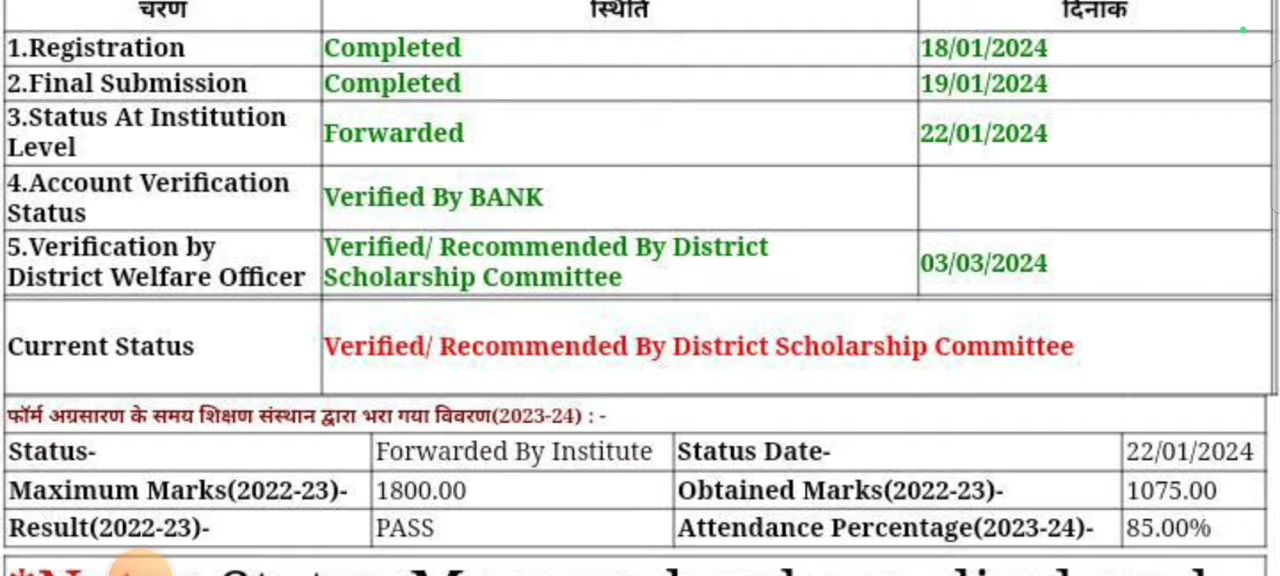 चरण स्थिति दिनांक
1.Registration Completed 18/01/2024
2.Final Submission Completed 19/01/2024
3.Status At Institution
Level Forwarded 22/01/2024
4.Account Verification
Status Verified By BANK
5.Verification by
District Welfare Officer Verified/ Recommended By District
Scholarship Committee 03/03/2024
Current Status Verified/ Recommended By District Scholarship Committee
फॉर्म अग्रसारण के समय शिक्षण संस्थान द्वारा भरा गया विवरण(2023-24) : -
Status- Forwarded By Institute Status Date- 22/01/2024
Maximum Marks(2022-23)- 1800.00 Obtained Marks(2022-23)- 1075.00
Result(2022-23)- PASS Attendance Percentage(2023-24)- 85.00%